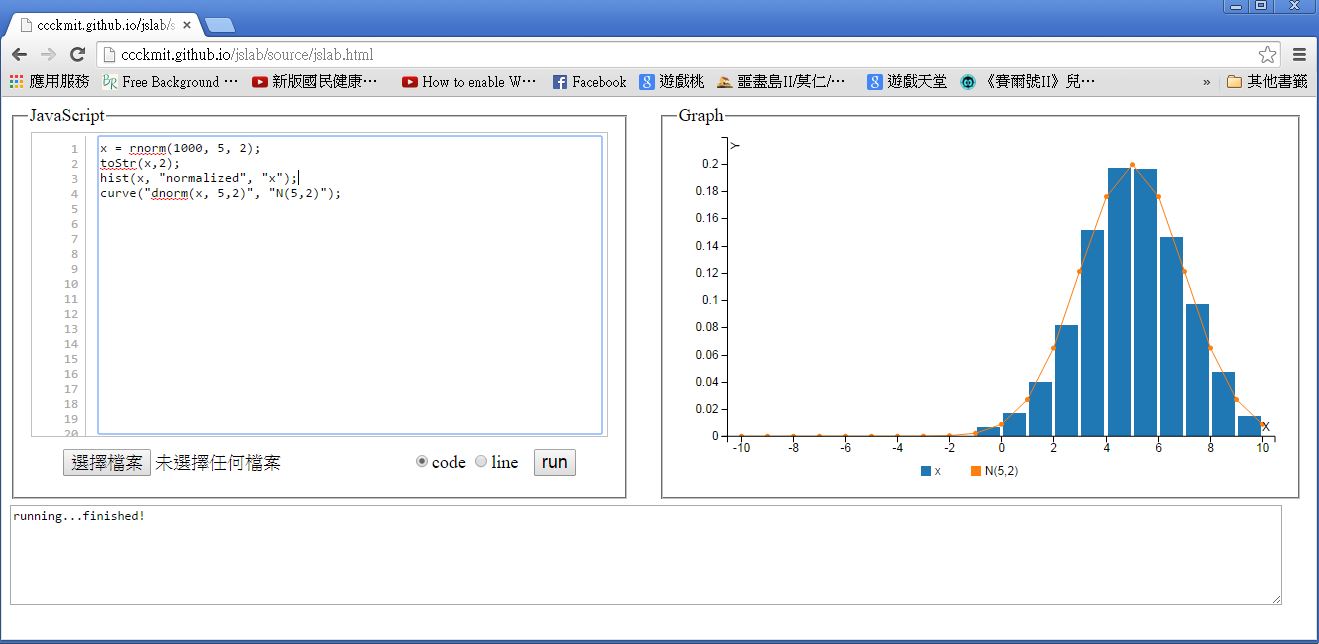 ccckmit.github.io/jslab/s
ccckmit.github.io/jslab/source/jslab.html
應用服務 Free Background ... 新版國民健康... How to enable W... Facebook 遊戲桃 噩盡島II/莫仁/... 遊戲天堂 《賽爾號II》兒... » 其他書籤
JavaScript
1 x = rnorm(1000, 5, 2);
2 toStr(x,2);
3 hist(x, "normalized", "x");
4 curve("dnorm(x, 5,2)", "N(5,2)");
5
6
7
8
9
10
11
12
13
14
15
16
17
18
19
20
選擇檔案 未選擇任何檔案 code line run
Graph
Y
0.2
0.18
0.16
0.14
0.12
0.1
0.08
0.06
0.04
0.02
0
X
-10 -8 -6 -4 -2 0 2 4 6 8 10
x N(5,2)
running...finished!